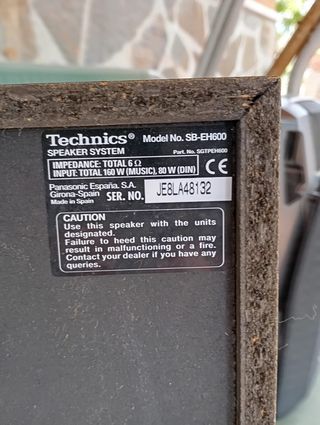 Technics® Model No. SB-EH600
SPEAKER SYSTEM Part. No. SGTPEH600
IMPEDANCE: TOTAL 6 Ω
INPUT: TOTAL 160 W (MUSIC), 80 W (DIN) CE
Panasonic España. S.A.
Girona-Spain
Made in Spain
SER. NO. JE8LA48132
CAUTION
Use this speaker with the units
designated.
Failure to heed this caution may
result in malfunctioning or a fire.
Contact your dealer if you have any
queries.